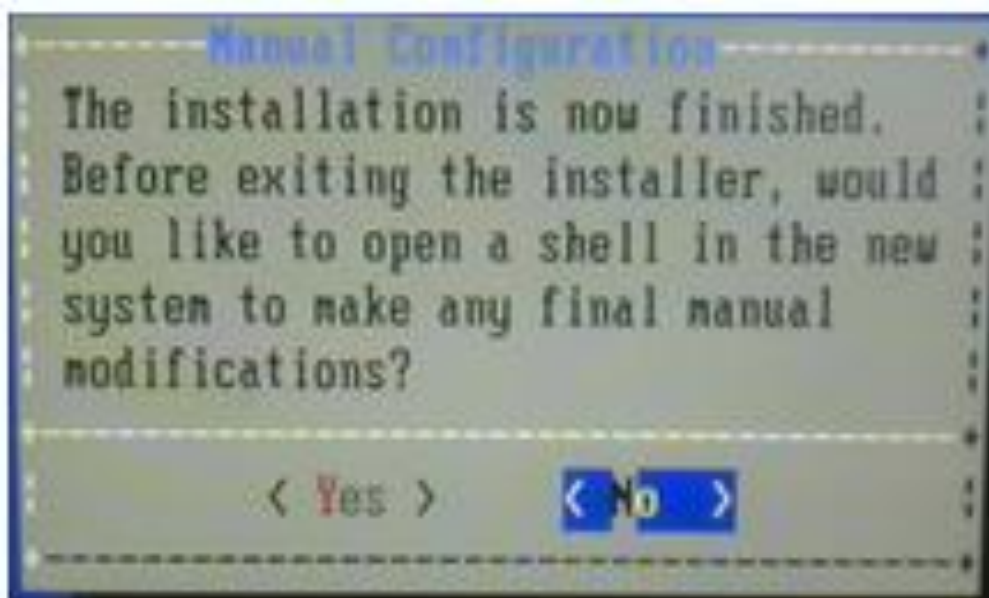 Manual Configuration
The installation is now finished.
Before exiting the installer, would
you like to open a shell in the new
system to make any final manual
modifications?
< Yes > < No >